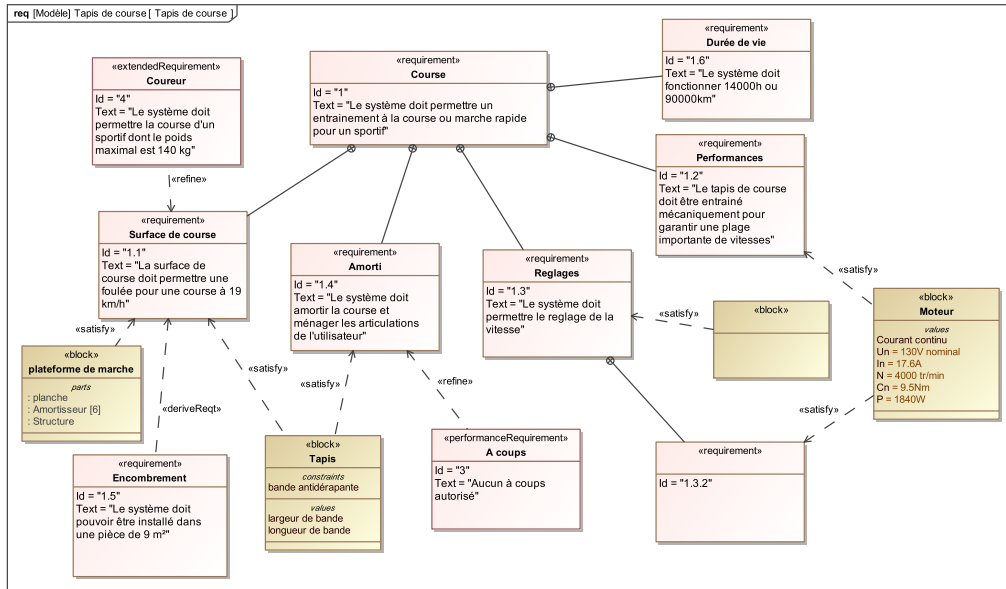 req [Modèle] Tapis de course [ Tapis de course ]
«extendedRequirement»
Coureur
Id = "4"
Text = "Le système doit
permettre la course d'un
sportif dont le poids
maximal est 140 kg"
«requirement»
Course
Id = "1"
Text = "Le système doit permettre un
entrainement à la course ou marche rapide
pour un sportif"
«requirement»
Durée de vie
Id = "1.6"
Text = "Le système doit
fonctionner 14000h ou
90000km"
«requirement»
Performances
Id = "1.2"
Text = "Le tapis de course
doit être entrainé
mécaniquement pour
garantir une plage
importante de vitesses"
«refine»
«requirement»
Surface de course
Id = "1.1"
Text = "La surface de
course doit permettre une
foulée pour une course à 19
km/h"
«requirement»
Amorti
Id = "1.4"
Text = "Le système doit
amortir la course et
ménager les articulations
de l'utilisateur"
«requirement»
Reglages
Id = "1.3"
Text = "Le système doit
permettre le reglage de la
vitesse"
«satisfy»
«block»
«satisfy»
«block»
Moteur
values
Courant continu
Un = 130V nominal
In = 17.6A
N = 4000 tr/min
Cn = 9.5Nm
P = 1840W
«satisfy»
«satisfy»
«block»
plateforme de marche
parts
: planche
: Amortisseur [6]
: Structure
«deriveReqt»
«satisfy»
«satisfy»
«refine»
«requirement»
Encombrement
Id = "1.5"
Text = "Le système doit
pouvoir être installé dans
une pièce de 9 m²"
«block»
Tapis
constraints
bande antidérapante
values
largeur de bande
longueur de bande
«performanceRequirement»
A coups
Id = "3"
Text = "Aucun à coups
autorisé"
«requirement»
Id = "1.3.2"